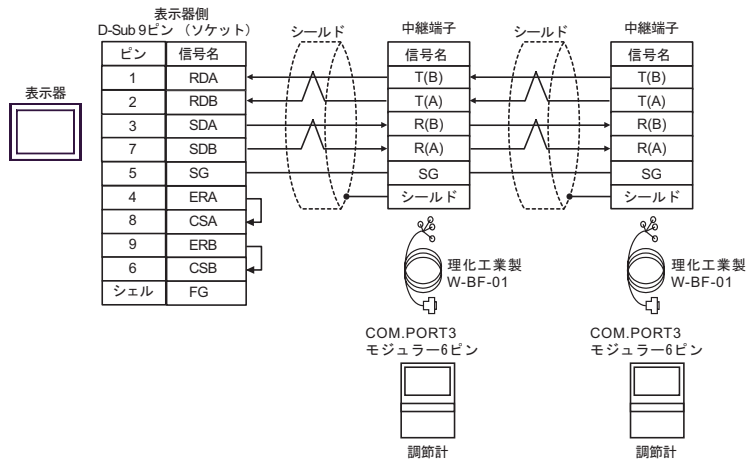 表示器側
D-Sub 9ピン （ソケット）
シールド
中継端子
シールド
中継端子
表示器
ピン 信号名
1 RDA
2 RDB
3 SDA
7 SDB
5 SG
4 ERA
8 CSA
9 ERB
6 CSB
シェル FG
信号名
T(B)
T(A)
R(B)
R(A)
SG
シールド
信号名
T(B)
T(A)
R(B)
R(A)
SG
シールド
理化工業製
W-BF-01
理化工業製
W-BF-01
COM.PORT3
モジュラー6ピン
COM.PORT3
モジュラー6ピン
調節計
調節計